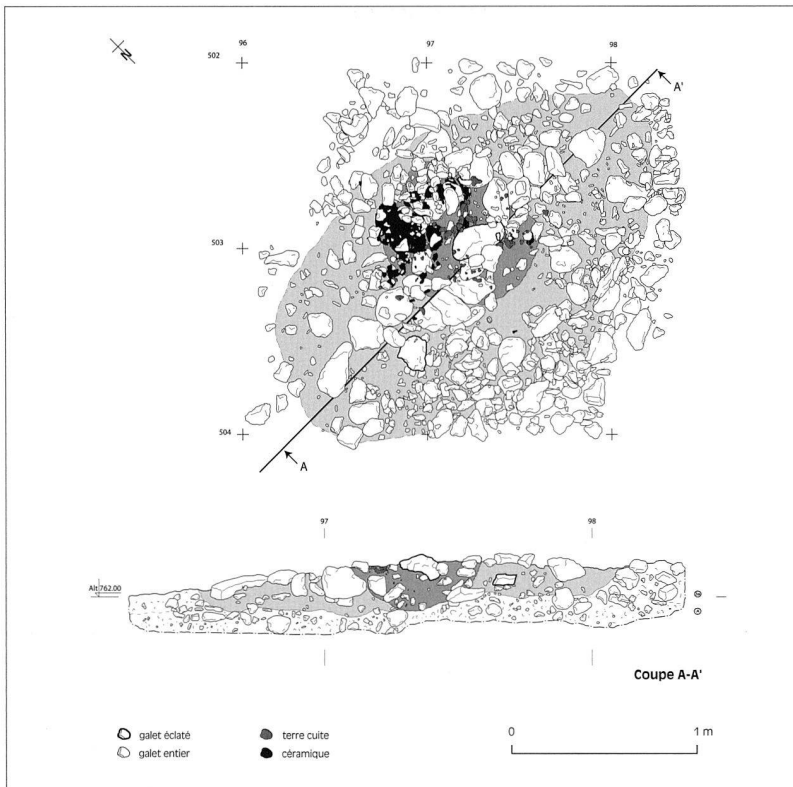 N
96 97 98
502
A'
503
504
A
97 98
Alt 762.00
Coupe A-A'
galet éclaté terre cuite
galet entier céramique
0 1 m